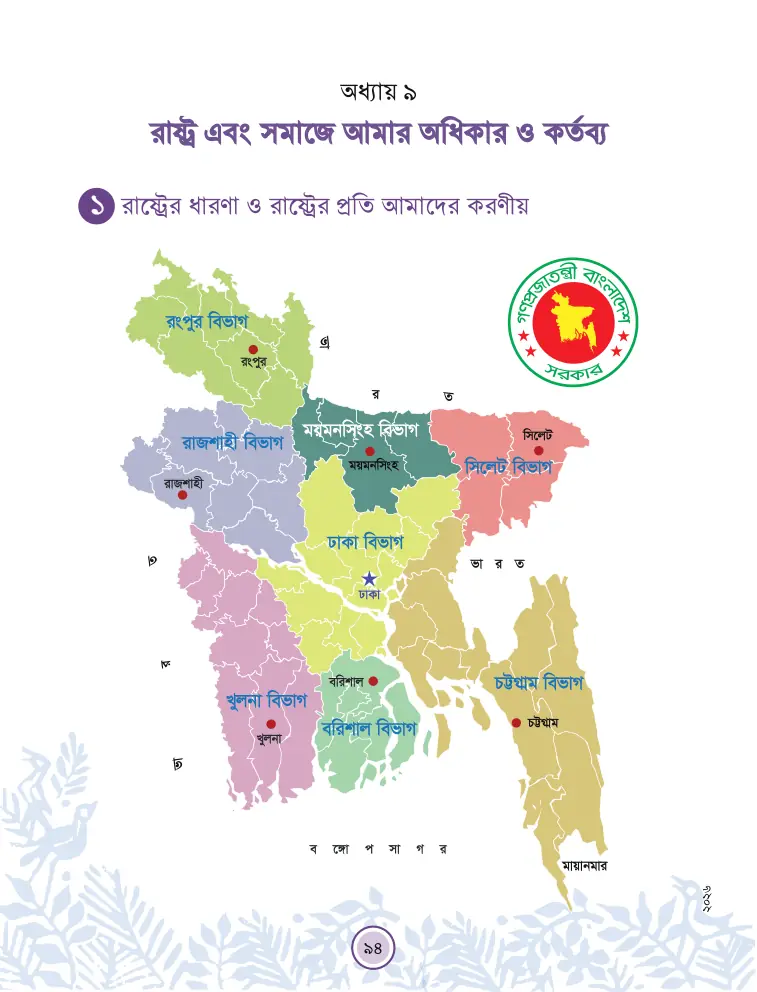 অধ্যায় ৯
রাষ্ট্র এবং সমাজে আমার অধিকার ও কর্তব্য
১ রাষ্ট্রের ধারণা ও রাষ্ট্রের প্রতি আমাদের করণীয়
গণপ্রজাতন্ত্রী বাংলাদেশ
সরকার
রংপুর বিভাগ
রংপুর
র ত
ময়মনসিংহ বিভাগ
ময়মনসিংহ
সিলেট
সিলেট বিভাগ
রাজশাহী বিভাগ
রাজশাহী
ঢাকা বিভাগ
ঢাকা
ভা র ত
চট্টগ্রাম বিভাগ
চট্টগ্রাম
খুলনা বিভাগ
খুলনা
বরিশাল
বরিশাল বিভাগ
ব ঙ্গো প সা গ র
মায়ানমার
২০২৬
৯৪